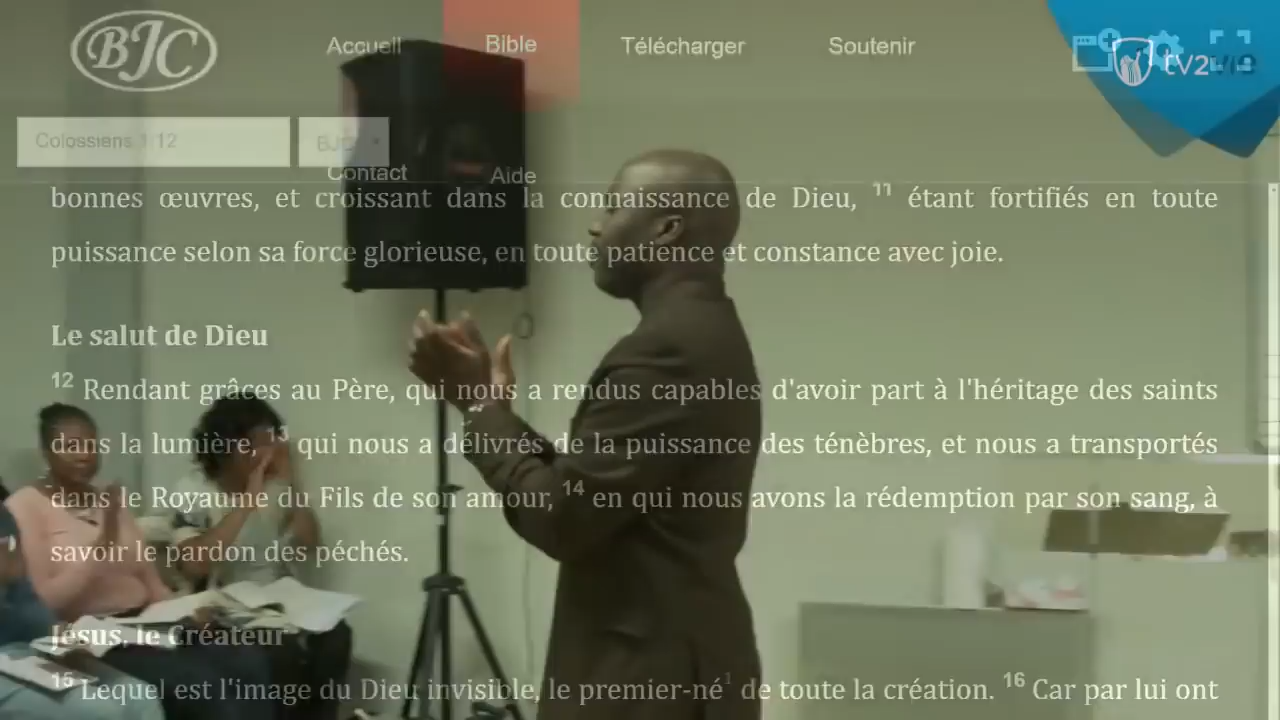 BJC
Accueil Bible Télécharger Soutenir
tv2vie
Colossiens 1:12 BJC
Contact Aide
bonnes œuvres, et croissant dans la connaissance de Dieu, 11 étant fortifiés en toute
puissance selon sa force glorieuse, en toute patience et constance avec joie.
Le salut de Dieu
12 Rendant grâces au Père, qui nous a rendus capables d'avoir part à l'héritage des saints
dans la lumière, 13 qui nous a délivrés de la puissance des ténèbres, et nous a transportés
dans le Royaume du Fils de son amour, 14 en qui nous avons la rédemption par son sang, à
savoir le pardon des péchés.
Jésus, le Créateur
15 Lequel est l'image du Dieu invisible, le premier-né1 de toute la création. 16 Car par lui ont